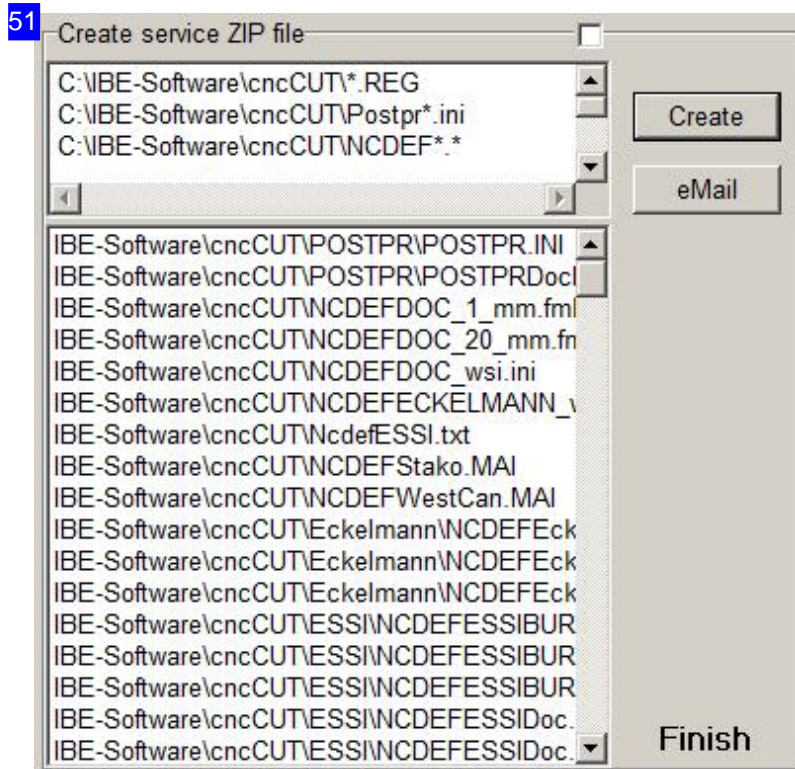 51
Create service ZIP file
C:\IBE-Software\cncCUT\*.REG
C:\IBE-Software\cncCUT\Postpr*.ini
C:\IBE-Software\cncCUT\NCDEF*.*
Create
eMail
IBE-Software\cncCUT\POSTPR\POSTPR.INI
IBE-Software\cncCUT\POSTPR\POSTPRDoc
IBE-Software\cncCUT\NCDEFDOC_1_mm.fm
IBE-Software\cncCUT\NCDEFDOC_20_mm.fn
IBE-Software\cncCUT\NCDEFDOC_wsi.ini
IBE-Software\cncCUT\NCDEFECKELMANN_
IBE-Software\cncCUT\NcdefESSI.txt
IBE-Software\cncCUT\NCDEFStako.MAI
IBE-Software\cncCUT\NCDEFWestCan.MAI
IBE-Software\cncCUT\Eckelmann\NCDEFEck
IBE-Software\cncCUT\Eckelmann\NCDEFEck
IBE-Software\cncCUT\Eckelmann\NCDEFEck
IBE-Software\cncCUT\ESSI\NCDEFESSIBUR
IBE-Software\cncCUT\ESSI\NCDEFESSIBUR
IBE-Software\cncCUT\ESSI\NCDEFESSIBUR
IBE-Software\cncCUT\ESSI\NCDEFESSIDoc.
IBE-Software\cncCUT\ESSI\NCDEFESSIDoc.
Finish